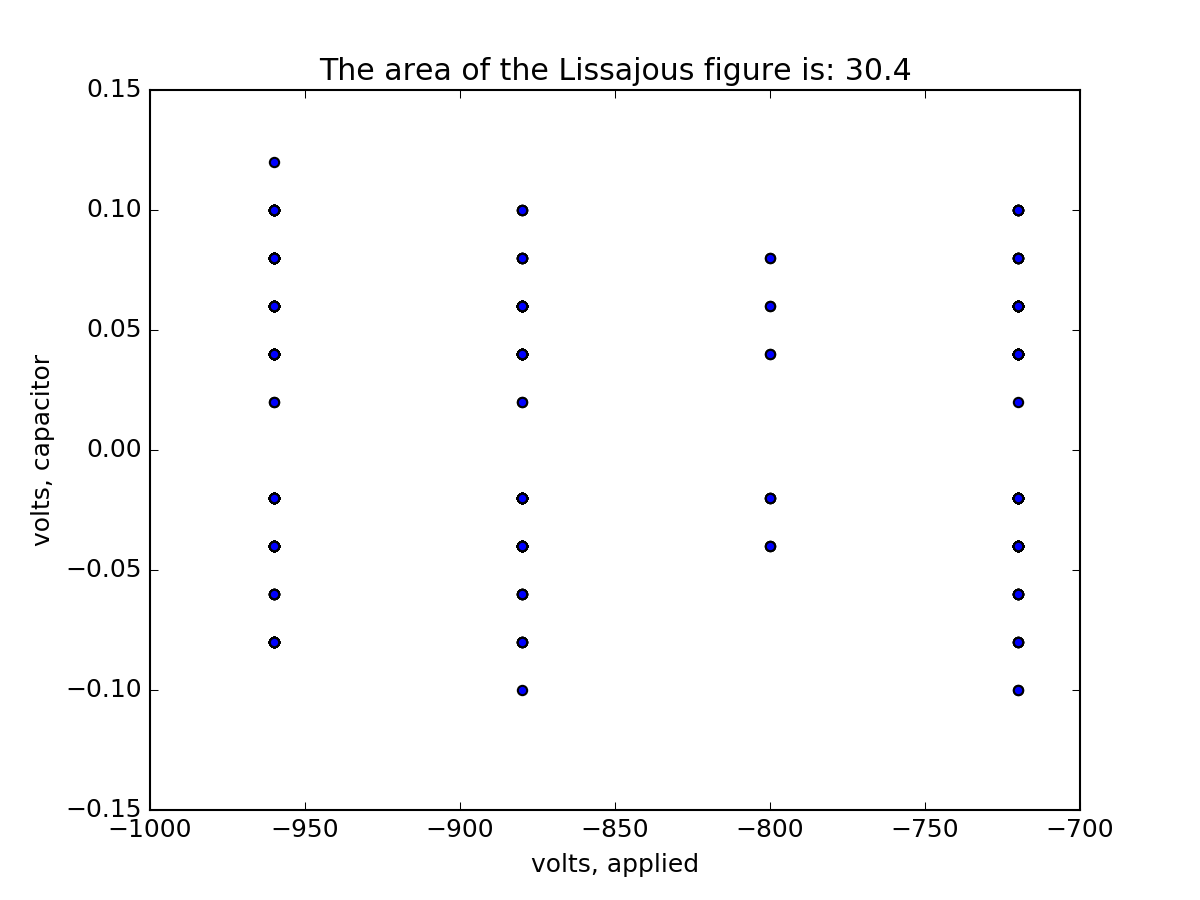 The area of the Lissajous figure is: 30.4
0.15
0.10
0.05
0.00
−0.05
−0.10
−0.15
−1000 −950 −900 −850 −800 −750 −700
volts, capacitor
volts, applied